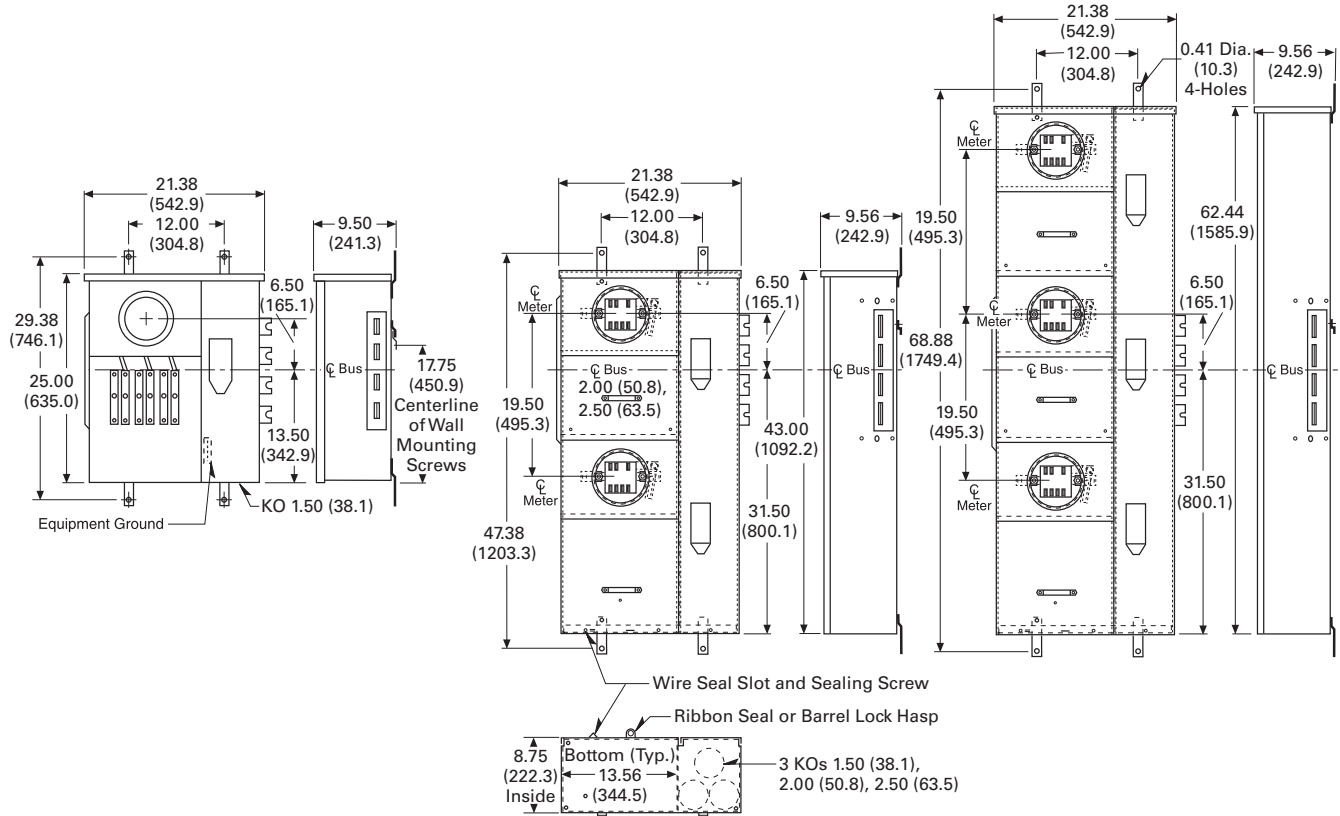 21.38
(542.9)
12.00
(304.8)
29.38
(746.1)
25.00
(635.0)
6.50
(165.1)
13.50
(342.9)
KO 1.50 (38.1)
Equipment Ground
9.50
(241.3)
℄ Bus
17.75
(450.9)
Centerline
of Wall
Mounting
Screws
21.38
(542.9)
12.00
(304.8)
℄
Meter
℄ Bus
2.00 (50.8),
2.50 (63.5)
19.50
(495.3)
℄
Meter
47.38
(1203.3)
6.50
(165.1)
43.00
(1092.2)
31.50
(800.1)
9.56
(242.9)
℄ Bus
Wire Seal Slot and Sealing Screw
Ribbon Seal or Barrel Lock Hasp
8.75
(222.3)
Inside
Bottom (Typ.)
13.56
(344.5)
3 KOs 1.50 (38.1),
2.00 (50.8), 2.50 (63.5)
21.38
(542.9)
12.00
(304.8)
0.41 Dia.
(10.3)
4-Holes
℄
Meter
19.50
(495.3)
℄
Meter
68.88
(1749.4)
19.50
(495.3)
℄
Meter
62.44
(1585.9)
6.50
(165.1)
31.50
(800.1)
9.56
(242.9)
℄ Bus